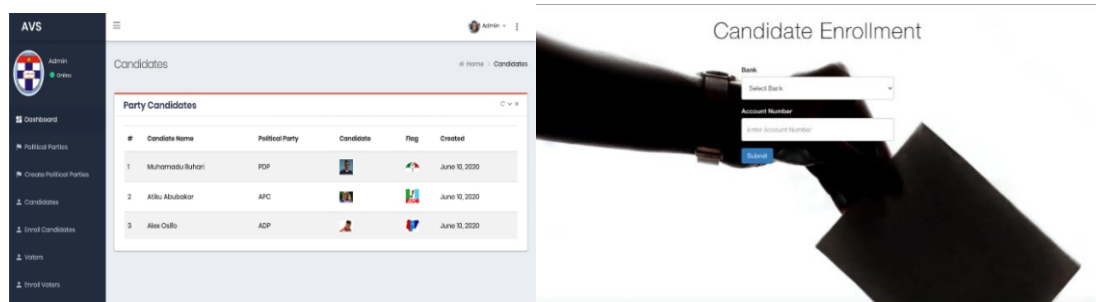 AVS
Admin
Admin
Online
Candidates
Home > Candidates
Party Candidates
# Candiate Name Political Party Candidate Flag Created
1 Muhamadu Buhari PDP June 10, 2020
2 Atiku Abubakar APC June 10, 2020
3 Alex Osifo ADP June 10, 2020
Dashboard
Political Parties
Create Political Parties
Candidates
Enroll Candidates
Voters
Enroll Voters
Candidate Enrollment
Bank
Select Bank
Account Number
Enter Account Number
Submit